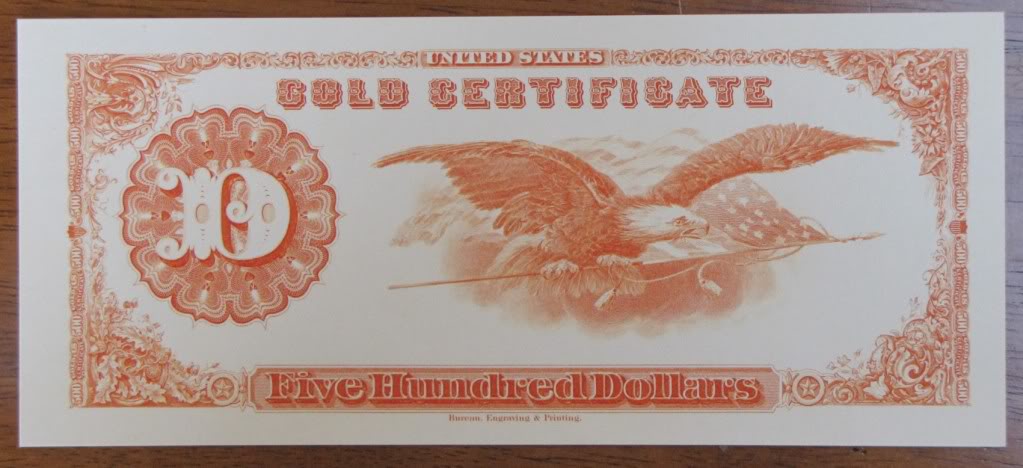 UNITED STATES
GOLD CERTIFICATE
D
Five Hundred Dollars
Bureau, Engraving & Printing.